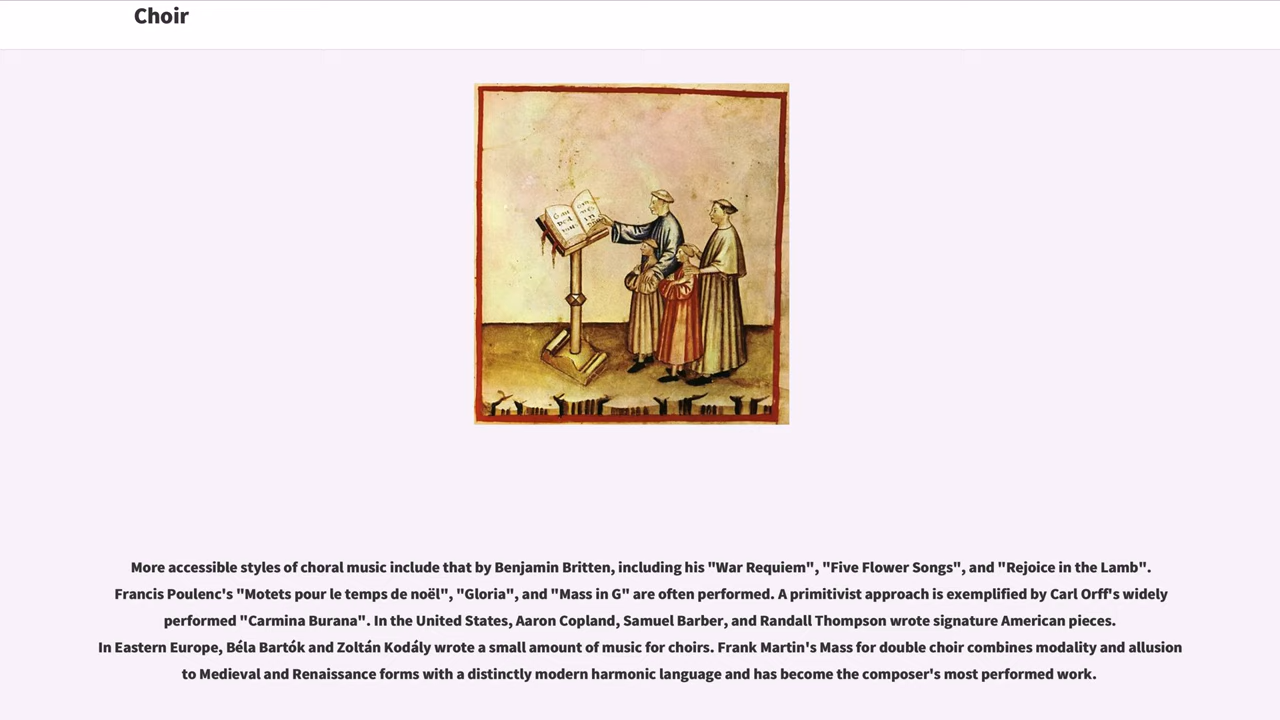 Choir
More accessible styles of choral music include that by Benjamin Britten, including his "War Requiem", "Five Flower Songs", and "Rejoice in the Lamb".
Francis Poulenc's "Motets pour le temps de noël", "Gloria", and "Mass in G" are often performed. A primitivist approach is exemplified by Carl Orff's widely
performed "Carmina Burana". In the United States, Aaron Copland, Samuel Barber, and Randall Thompson wrote signature American pieces.
In Eastern Europe, Béla Bartók and Zoltán Kodály wrote a small amount of music for choirs. Frank Martin's Mass for double choir combines modality and allusion
to Medieval and Renaissance forms with a distinctly modern harmonic language and has become the composer's most performed work.